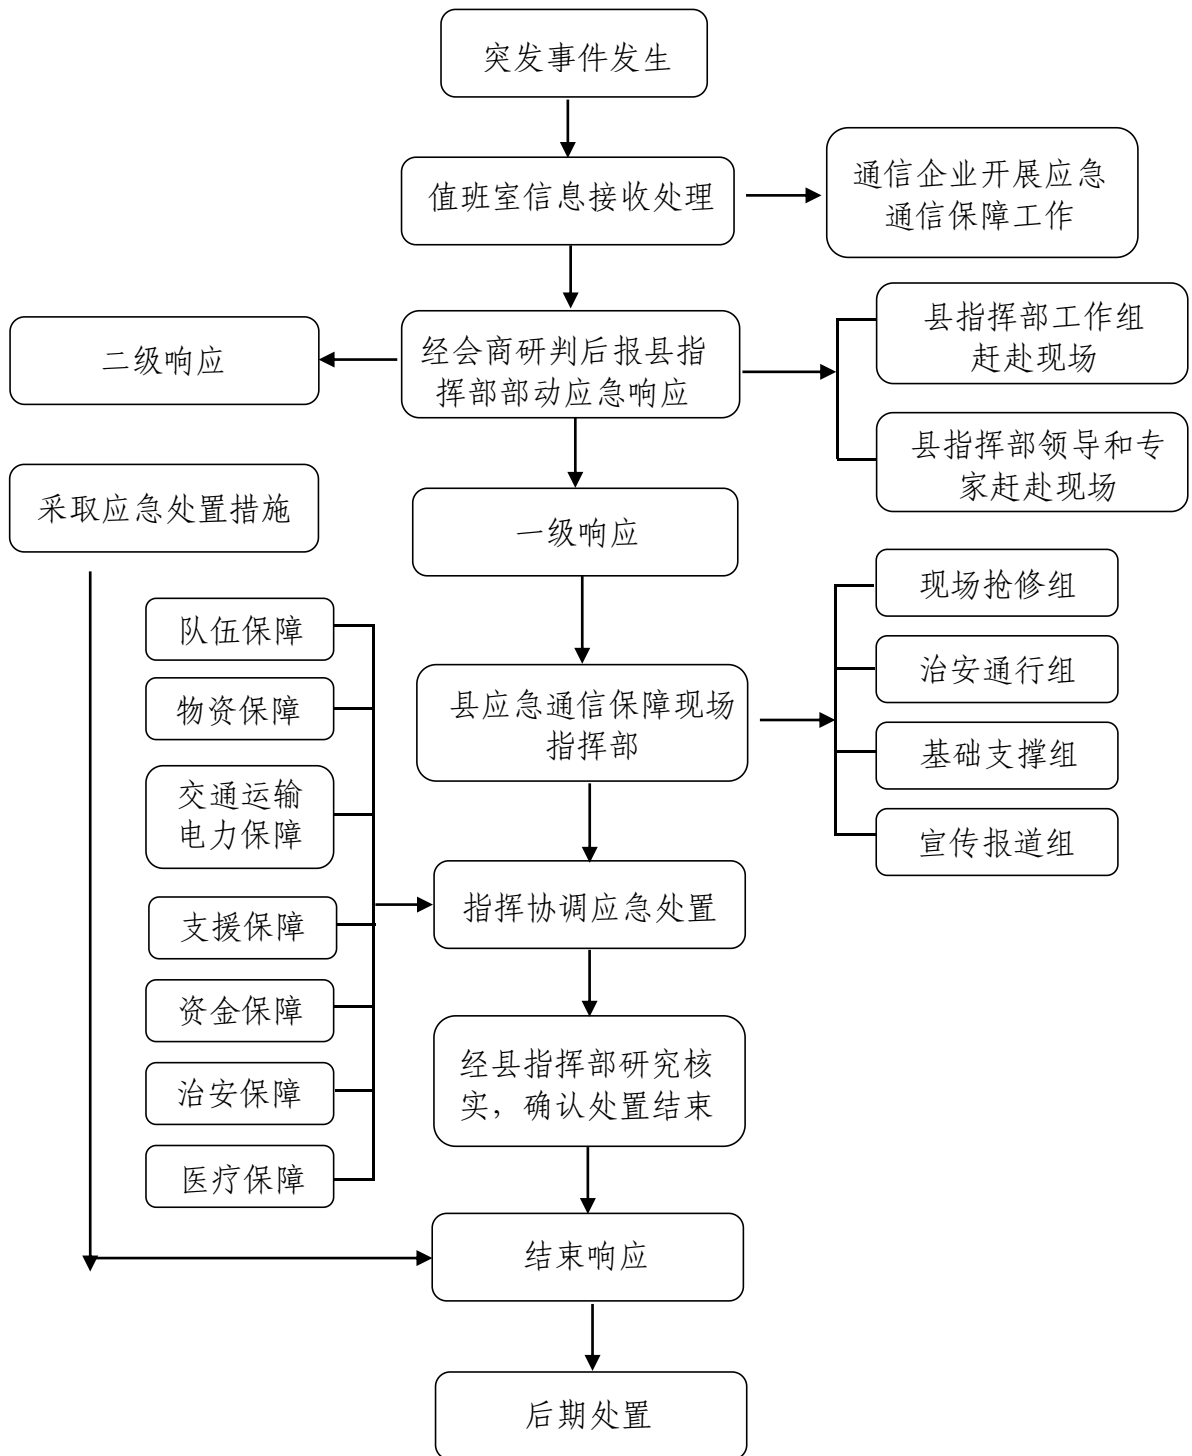 突发事件发生
值班室信息接收处理
通信企业开展应急
通信保障工作
二级响应
经会商研判后报县指
挥部部动应急响应
县指挥部工作组
赶赴现场
县指挥部领导和专
家赶赴现场
采取应急处置措施
一级响应
现场抢修组
治安通行组
基础支撑组
宣传报道组
队伍保障
物资保障
交通运输
电力保障
支援保障
资金保障
治安保障
医疗保障
县应急通信保障现场
指挥部
指挥协调应急处置
经县指挥部研究核
实，确认处置结束
结束响应
后期处置